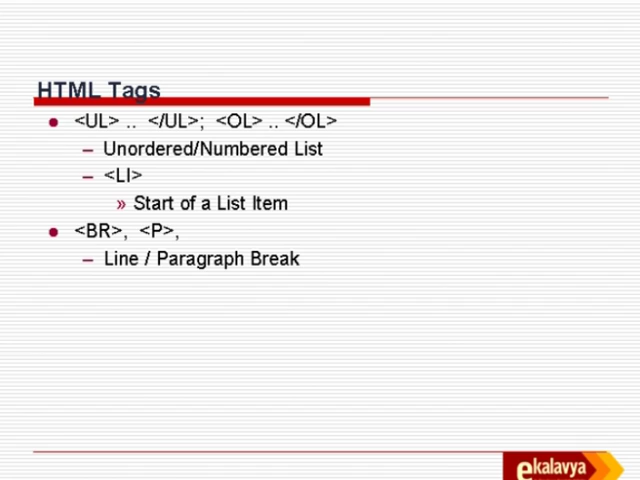 HTML Tags
● <UL> .. </UL>; <OL> .. </OL>
– Unordered/Numbered List
– <LI>
» Start of a List Item
● <BR>, <P>,
– Line / Paragraph Break
ekalavya